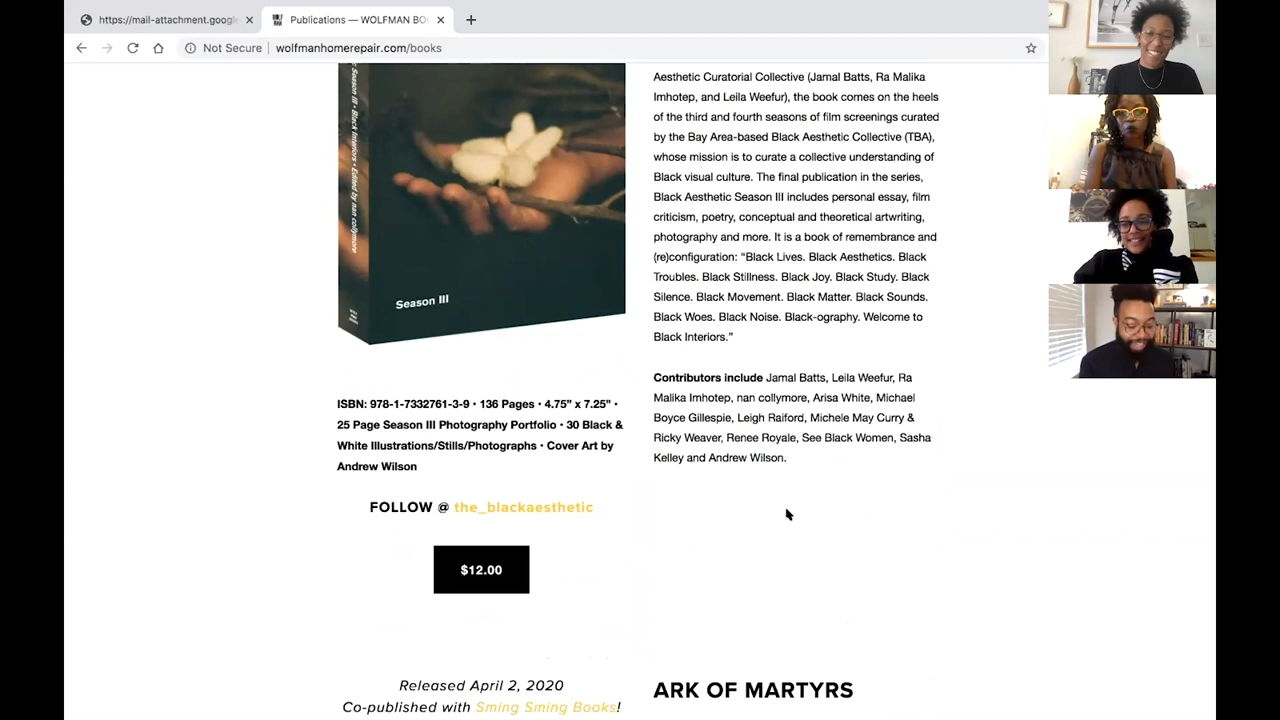 https://mail-attachment.google
Publications — WOLFMAN BO
Not Secure
wolfmanhomerepair.com/books
Season III • Black Interiors • Edited by nan collymore
Season III
Aesthetic Curatorial Collective (Jamal Batts, Ra Malika
Imhotep, and Leila Weefur), the book comes on the heels
of the third and fourth seasons of film screenings curated
by the Bay Area-based Black Aesthetic Collective (TBA),
whose mission is to curate a collective understanding of
Black visual culture. The final publication in the series,
Black Aesthetic Season III includes personal essay, film
criticism, poetry, conceptual and theoretical artwriting,
photography and more. It is a book of remembrance and
(re)configuration: “Black Lives. Black Aesthetics. Black
Troubles. Black Stillness. Black Joy. Black Study. Black
Silence. Black Movement. Black Matter. Black Sounds.
Black Woes. Black Noise. Black-ography. Welcome to
Black Interiors.”
Contributors include Jamal Batts, Leila Weefur, Ra
Malika Imhotep, nan collymore, Arisa White, Michael
Boyce Gillespie, Leigh Raiford, Michele May Curry &
Ricky Weaver, Renee Royale, See Black Women, Sasha
Kelley and Andrew Wilson.
ISBN: 978-1-7332761-3-9 • 136 Pages • 4.75” x 7.25” •
25 Page Season III Photography Portfolio • 30 Black &
White Illustrations/Stills/Photographs • Cover Art by
Andrew Wilson
FOLLOW @ the_blackaesthetic
$12.00
Released April 2, 2020
Co-published with Sming Sming Books!
ARK OF MARTYRS